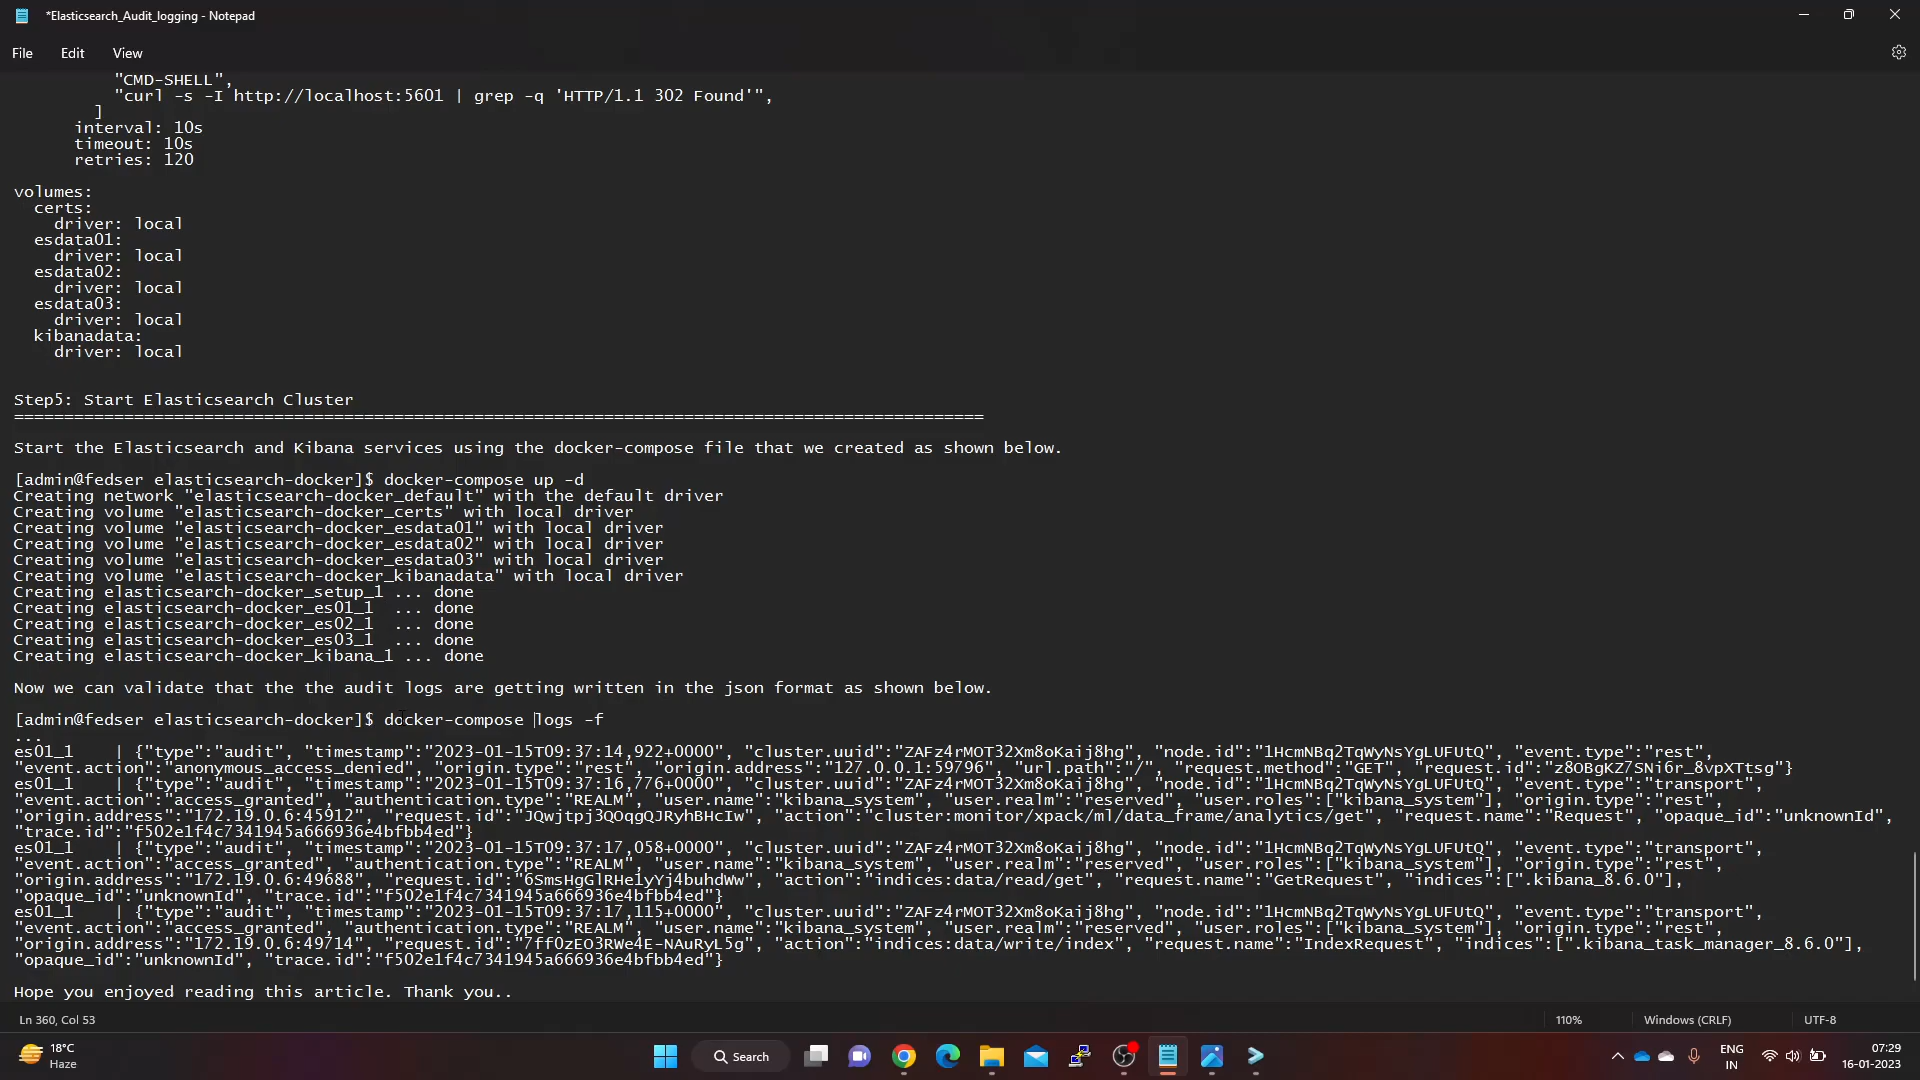 *Elasticsearch_Audit_logging - Notepad
File Edit View
"CMD-SHELL",
"curl -s -I http://localhost:5601 | grep -q 'HTTP/1.1 302 Found'",
]
interval: 10s
timeout: 10s
retries: 120
volumes:
certs:
driver: local
esdata01:
driver: local
esdata02:
driver: local
esdata03:
driver: local
kibanadata:
driver: local
Step5: Start Elasticsearch Cluster
=================================================================================================
Start the Elasticsearch and Kibana services using the docker-compose file that we created as shown below.
[admin@fedser elasticsearch-docker]$ docker-compose up -d
Creating network "elasticsearch-docker_default" with the default driver
Creating volume "elasticsearch-docker_certs" with local driver
Creating volume "elasticsearch-docker_esdata01" with local driver
Creating volume "elasticsearch-docker_esdata02" with local driver
Creating volume "elasticsearch-docker_esdata03" with local driver
Creating volume "elasticsearch-docker_kibanadata" with local driver
Creating elasticsearch-docker_setup_1 ... done
Creating elasticsearch-docker_es01_1  ... done
Creating elasticsearch-docker_es02_1  ... done
Creating elasticsearch-docker_es03_1  ... done
Creating elasticsearch-docker_kibana_1 ... done
Now we can validate that the the audit logs are getting written in the json format as shown below.
[admin@fedser elasticsearch-docker]$ docker-compose logs -f
...
es01_1    | {"type":"audit", "timestamp":"2023-01-15T09:37:14,922+0000", "cluster.uuid":"ZAFz4rMOT32Xm8oKaij8hg", "node.id":"1HcmNBq2TqWyNsYgLUFUtQ", "event.type":"rest",
"event.action":"anonymous_access_denied", "origin.type":"rest", "origin.address":"127.0.0.1:59796", "url.path":"/", "request.method":"GET", "request.id":"z8OBgKZ7SNi6r_8vpXTtsg"}
es01_1    | {"type":"audit", "timestamp":"2023-01-15T09:37:16,776+0000", "cluster.uuid":"ZAFz4rMOT32Xm8oKaij8hg", "node.id":"1HcmNBq2TqWyNsYgLUFUtQ", "event.type":"transport",
"event.action":"access_granted", "authentication.type":"REALM", "user.name":"kibana_system", "user.realm":"reserved", "user.roles":["kibana_system"], "origin.type":"rest",
"origin.address":"172.19.0.6:45912", "request.id":"JQwjtpj3QOqgQJRyhBHcIw", "action":"cluster:monitor/xpack/ml/data_frame/analytics/get", "request.name":"Request", "opaque_id":"unknownId",
"trace.id":"f502e1f4c7341945a666936e4bfbb4ed"}
es01_1    | {"type":"audit", "timestamp":"2023-01-15T09:37:17,058+0000", "cluster.uuid":"ZAFz4rMOT32Xm8oKaij8hg", "node.id":"1HcmNBq2TqWyNsYgLUFUtQ", "event.type":"transport",
"event.action":"access_granted", "authentication.type":"REALM", "user.name":"kibana_system", "user.realm":"reserved", "user.roles":["kibana_system"], "origin.type":"rest",
"origin.address":"172.19.0.6:49688", "request.id":"6SmsHgGlRHe1yYj4buhdWw", "action":"indices:data/read/get", "request.name":"GetRequest", "indices":[".kibana_8.6.0"],
"opaque_id":"unknownId", "trace.id":"f502e1f4c7341945a666936e4bfbb4ed"}
es01_1    | {"type":"audit", "timestamp":"2023-01-15T09:37:17,115+0000", "cluster.uuid":"ZAFz4rMOT32Xm8oKaij8hg", "node.id":"1HcmNBq2TqWyNsYgLUFUtQ", "event.type":"transport",
"event.action":"access_granted", "authentication.type":"REALM", "user.name":"kibana_system", "user.realm":"reserved", "user.roles":["kibana_system"], "origin.type":"rest",
"origin.address":"172.19.0.6:49714", "request.id":"7ff0zEO3RWe4E-NAuRyL5g", "action":"indices:data/write/index", "request.name":"IndexRequest", "indices":[".kibana_task_manager_8.6.0"],
"opaque_id":"unknownId", "trace.id":"f502e1f4c7341945a666936e4bfbb4ed"}
Hope you enjoyed reading this article. Thank you..
Ln 360, Col 53 110% Windows (CRLF) UTF-8
18°C
Haze
Search
ENG
IN
07:29
16-01-2023